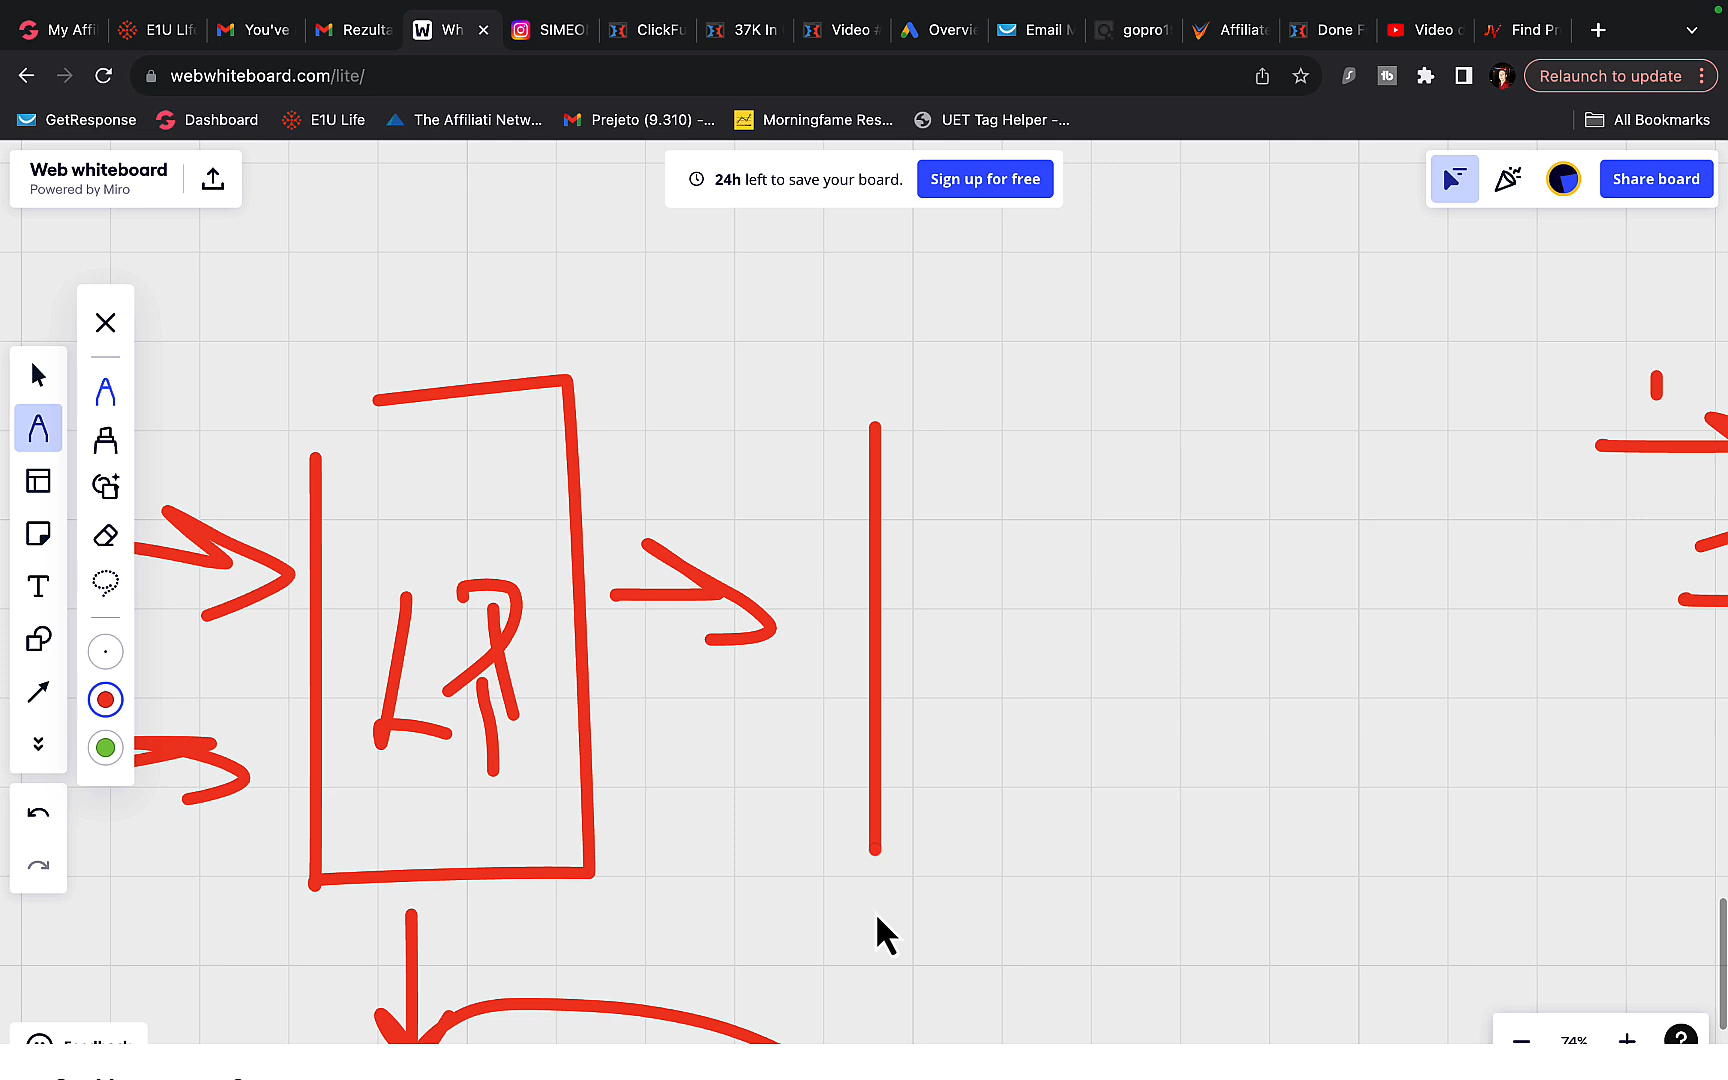 My Affi
E1U Life
You've
Rezulta
Wh
SIMEO
ClickFu
37K In
Video #
Overvie
Email M
gopro1
Affiliate
Done F
Video c
Find Pr
webwhiteboard.com/lite/
Relaunch to update
GetResponse
Dashboard
E1U Life
The Affiliati Netw...
Prejeto (9.310) -...
Morningfame Res...
UET Tag Helper -...
All Bookmarks
Web whiteboard
Powered by Miro
24h left to save your board.
Sign up for free
Share board
LP
74%